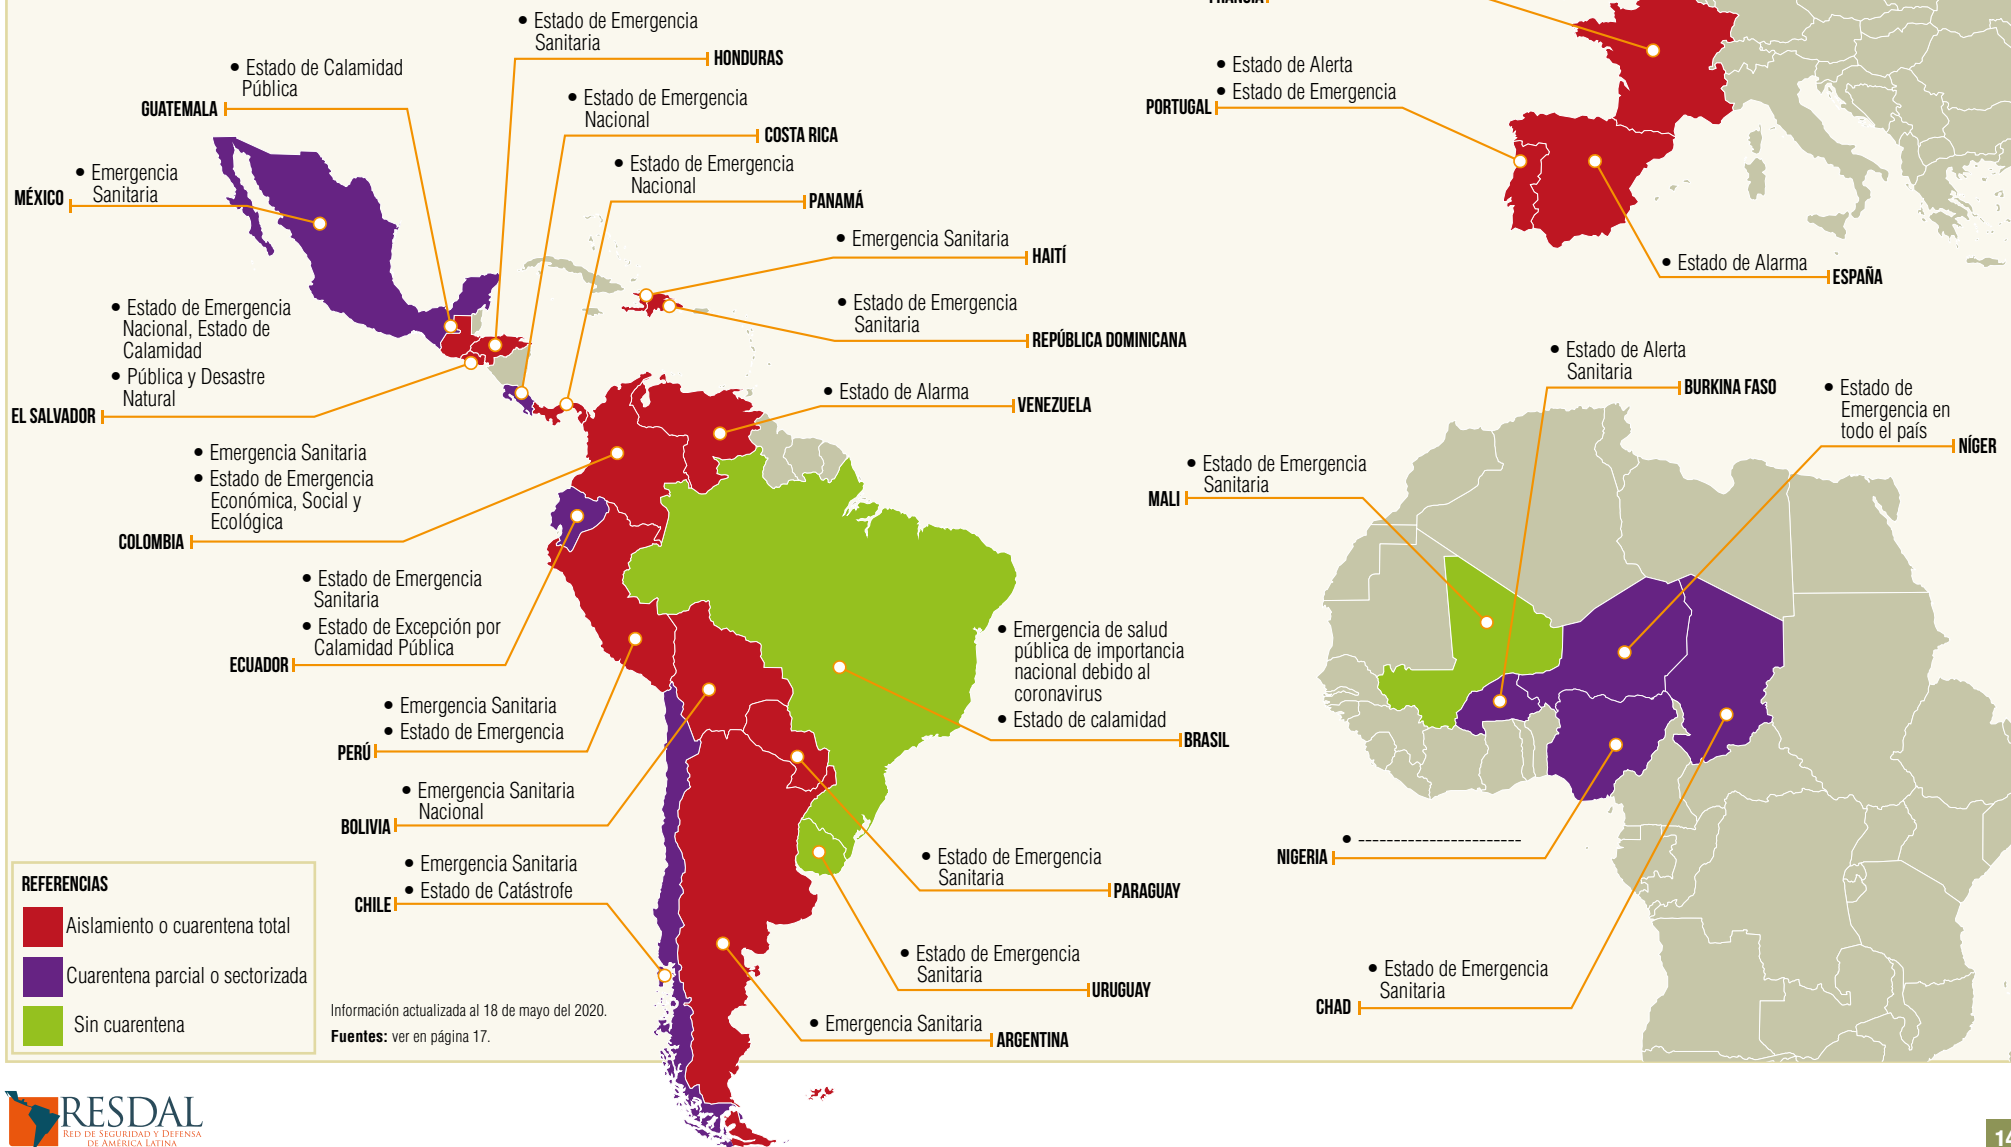 • Estado de Emergencia
Sanitaria
HONDURAS
• Estado de Calamidad
Pública
GUATEMALA
• Estado de Emergencia
Nacional
COSTA RICA
• Emergencia
Sanitaria
MÉXICO
• Estado de Emergencia
Nacional
PANAMÁ
• Emergencia Sanitaria
HAITÍ
• Estado de Emergencia
Sanitaria
REPÚBLICA DOMINICANA
• Estado de Emergencia
Nacional, Estado de
Calamidad
• Pública y Desastre
Natural
EL SALVADOR
• Estado de Alarma
VENEZUELA
• Emergencia Sanitaria
• Estado de Emergencia
Económica, Social y
Ecológica
COLOMBIA
• Estado de Emergencia
Sanitaria
• Estado de Excepción por
Calamidad Pública
ECUADOR
• Emergencia de salud
pública de importancia
nacional debido al
coronavirus
• Estado de calamidad
BRASIL
• Emergencia Sanitaria
• Estado de Emergencia
PERÚ
• Emergencia Sanitaria
Nacional
BOLIVIA
• Emergencia Sanitaria
• Estado de Catástrofe
CHILE
• Estado de Emergencia
Sanitaria
PARAGUAY
• Estado de Emergencia
Sanitaria
URUGUAY
• Emergencia Sanitaria
ARGENTINA
FRANCIA
• Estado de Alerta
• Estado de Emergencia
PORTUGAL
• Estado de Alarma
ESPAÑA
• Estado de Alerta
Sanitaria
BURKINA FASO
• Estado de
Emergencia en
todo el país
NÍGER
• Estado de Emergencia
Sanitaria
MALI
• -----------------------
NIGERIA
• Estado de Emergencia
Sanitaria
CHAD
REFERENCIAS
Aislamiento o cuarentena total
Cuarentena parcial o sectorizada
Sin cuarentena
Información actualizada al 18 de mayo del 2020.
Fuentes: ver en página 17.
RESDAL
RED DE SEGURIDAD Y DEFENSA
DE AMÉRICA LATINA
14